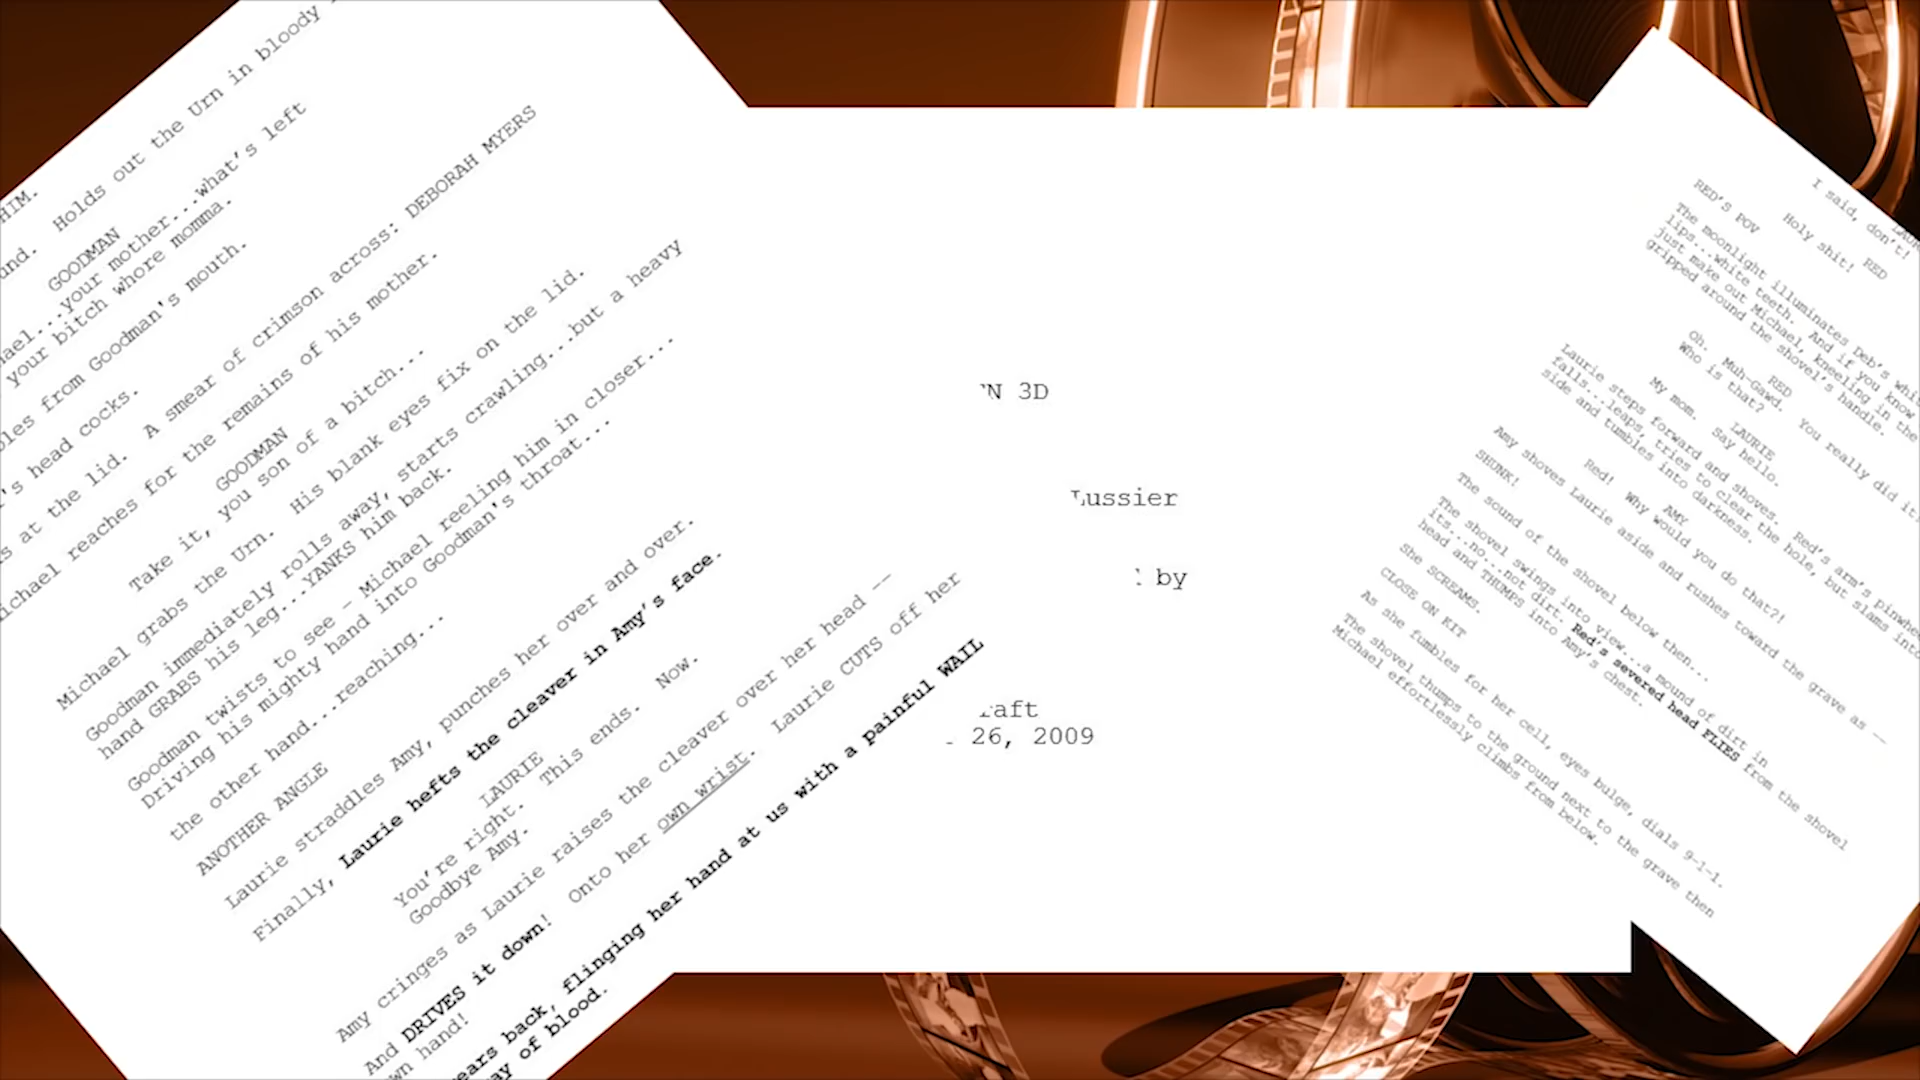 HIM.
und. Holds out the Urn in bloody
GOODMAN
ael...your mother...what's left
your bitch whore momma.
les from Goodman's mouth.
's head cocks.
s at the lid. A smear of crimson across: DEBORAH MYERS
ichael reaches for the remains of his mother.
GOODMAN
Take it, you son of a bitch...
Michael grabs the Urn. His blank eyes fix on the lid.
Goodman immediately rolls away, starts crawling...but a heavy
hand GRABS his leg...YANKS him back.
Goodman twists to see - Michael reeling him in closer...
Driving his mighty hand into Goodman's throat...
the other hand...reaching...
ANOTHER ANGLE
Laurie straddles Amy, punches her over and over.
Finally, Laurie hefts the cleaver in Amy's face.
LAURIE
You're right. This ends. Now.
Goodbye Amy.
Amy cringes as Laurie raises the cleaver over her head --
And DRIVES it down! Onto her own wrist. Laurie CUTS off her
wn hand!
ears back, flinging her hand at us with a painful WAIL
ay of blood.
N 3D
Lussier
by
raft
26, 2009
I said, don't!
RED
Holy shit!
RED'S POV
The moonlight illuminates Deb's whit
lips...white teeth. And if you know
just make out Michael, kneeling in the
gripped around the shovel's handle.
RED
Oh. Muh-Gawd. You really did it
Who is that?
LAURIE
My mom. Say hello.
Laurie steps forward and shoves. Red's arm's pinwhe
falls...leaps, tries to clear the hole, but slams into
side and tumbles into darkness.
AMY
Red! Why would you do that?!
Amy shoves Laurie aside and rushes toward the grave as --
SHUNK!
The sound of the shovel below then...
The shovel swings into view...a mound of dirt in
its...no...not dirt. Red's severed head FLIES from the shovel
head and THUMPS into Amy's chest.
She SCREAMS.
CLOSE ON KIT
As she fumbles for her cell, eyes bulge, dials 9-1-1.
The shovel thumps to the ground next to the grave then
Michael effortlessly climbs from below.